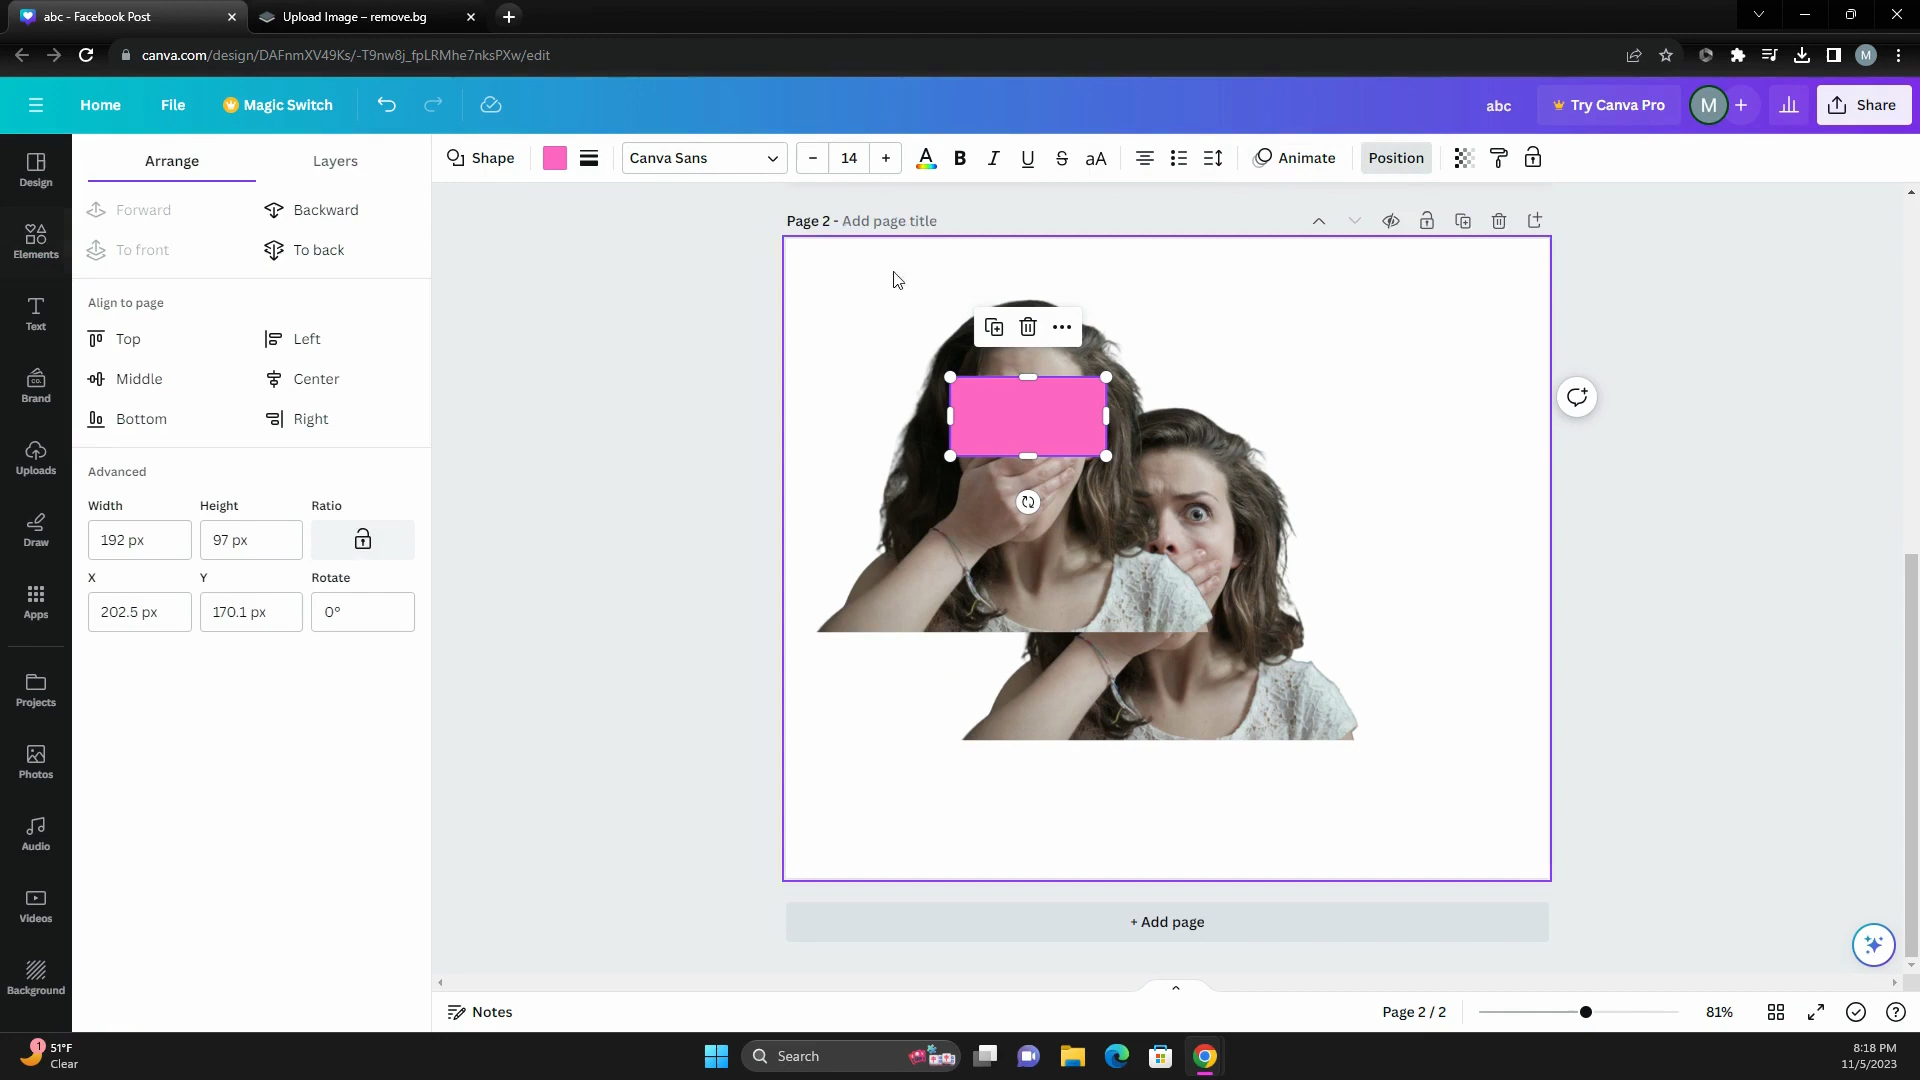 abc - Facebook Post
Upload Image – remove.bg
canva.com/design/DAFnmXV49Ks/-T9nw8j_fpLRMhe7nksPXw/edit
M
Home
File
Magic Switch
abc
Try Canva Pro
M
Share
Design
Elements
Text
Brand
Uploads
Draw
Apps
Projects
Photos
Audio
Videos
Background
Arrange
Layers
Forward
Backward
To front
To back
Align to page
Top
Left
Middle
Center
Bottom
Right
Advanced
Width
Height
Ratio
192 px
97 px
X
Y
Rotate
202.5 px
170.1 px
0°
Shape
Canva Sans
14
A
B
I
U
S
aA
Animate
Position
Page 2 - Add page title
+ Add page
Notes
Page 2 / 2
81%
1
51°F
Clear
Search
8:18 PM
11/5/2023